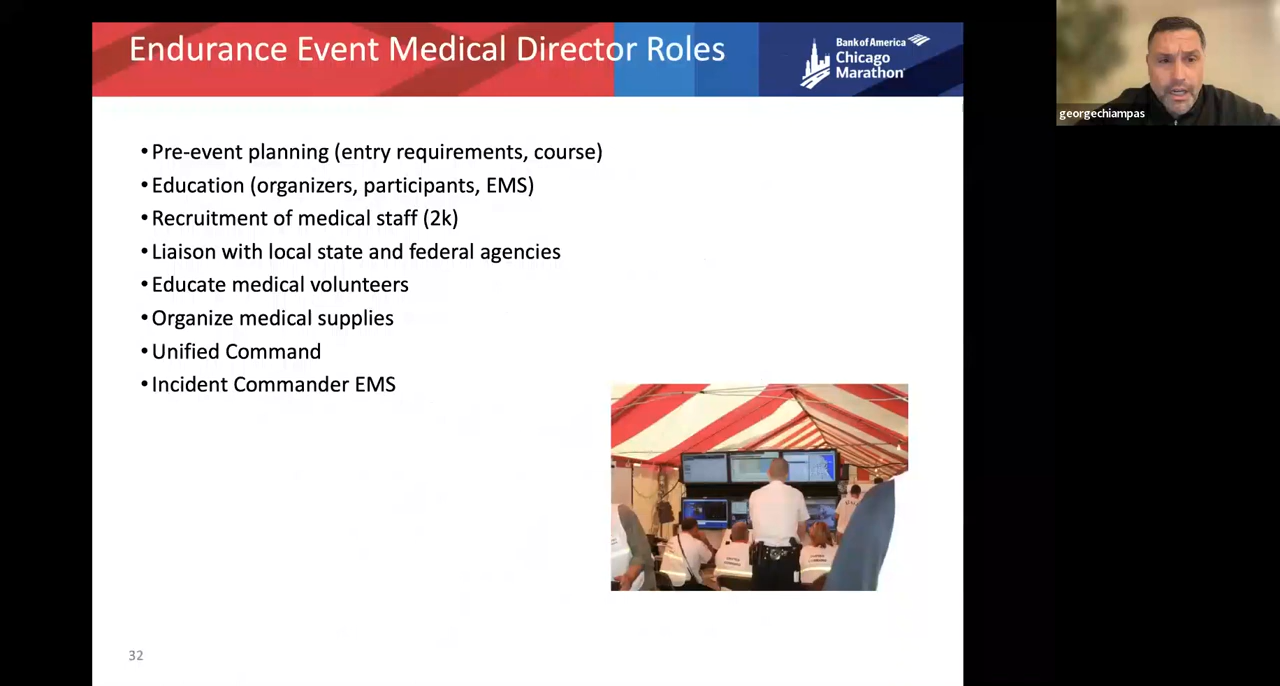 Endurance Event Medical Director Roles
Bank of America
Chicago
Marathon
georgechiampas
•Pre-event planning (entry requirements, course)
•Education (organizers, participants, EMS)
•Recruitment of medical staff (2k)
•Liaison with local state and federal agencies
•Educate medical volunteers
•Organize medical supplies
•Unified Command
•Incident Commander EMS
32